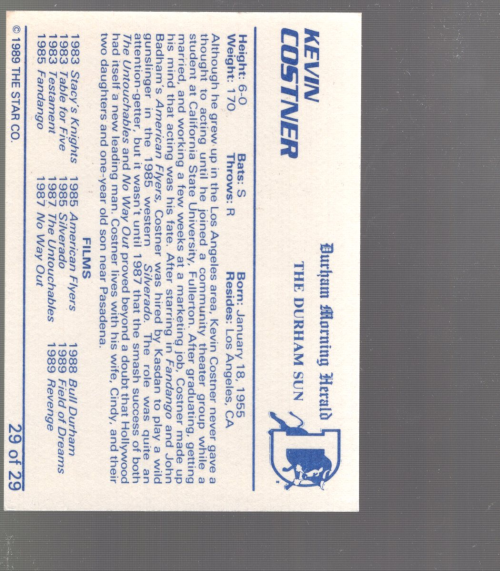 KEVIN
COSTNER
Durham Morning Herald
THE DURHAM SUN
Height: 6-0 Bats: S Born: January 18, 1955
Weight: 170 Throws: R Resides: Los Angeles, CA
Although he grew up in the Los Angeles area, Kevin Costner never gave a
thought to acting until he joined a community theater group while a
student at California State University, Fullerton. After graduating, getting
married, and working a few weeks at a marketing job, Costner made up
his mind that acting was his fate. After starring in Fandango and John
Badham's American Flyers, Costner was hired by Kasdan to play a wild
gunslinger in the 1985 western Silverado. The role was quite an
attention-getter, but it wasn't until 1987 that the smash success of both
The Untouchables and No Way Out proved beyond a doubt that Hollywood
had itself a new leading man. Costner lives with his wife, Cindy, and their
two daughters and one-year old son near Pasadena.
FILMS
1983 Stacy's Knights 1985 American Flyers 1988 Bull Durham
1983 Table for Five 1985 Silverado 1989 Field of Dreams
1983 Testament 1987 The Untouchables 1989 Revenge
1985 Fandango 1987 No Way Out
© 1989 THE STAR CO. 29 of 29